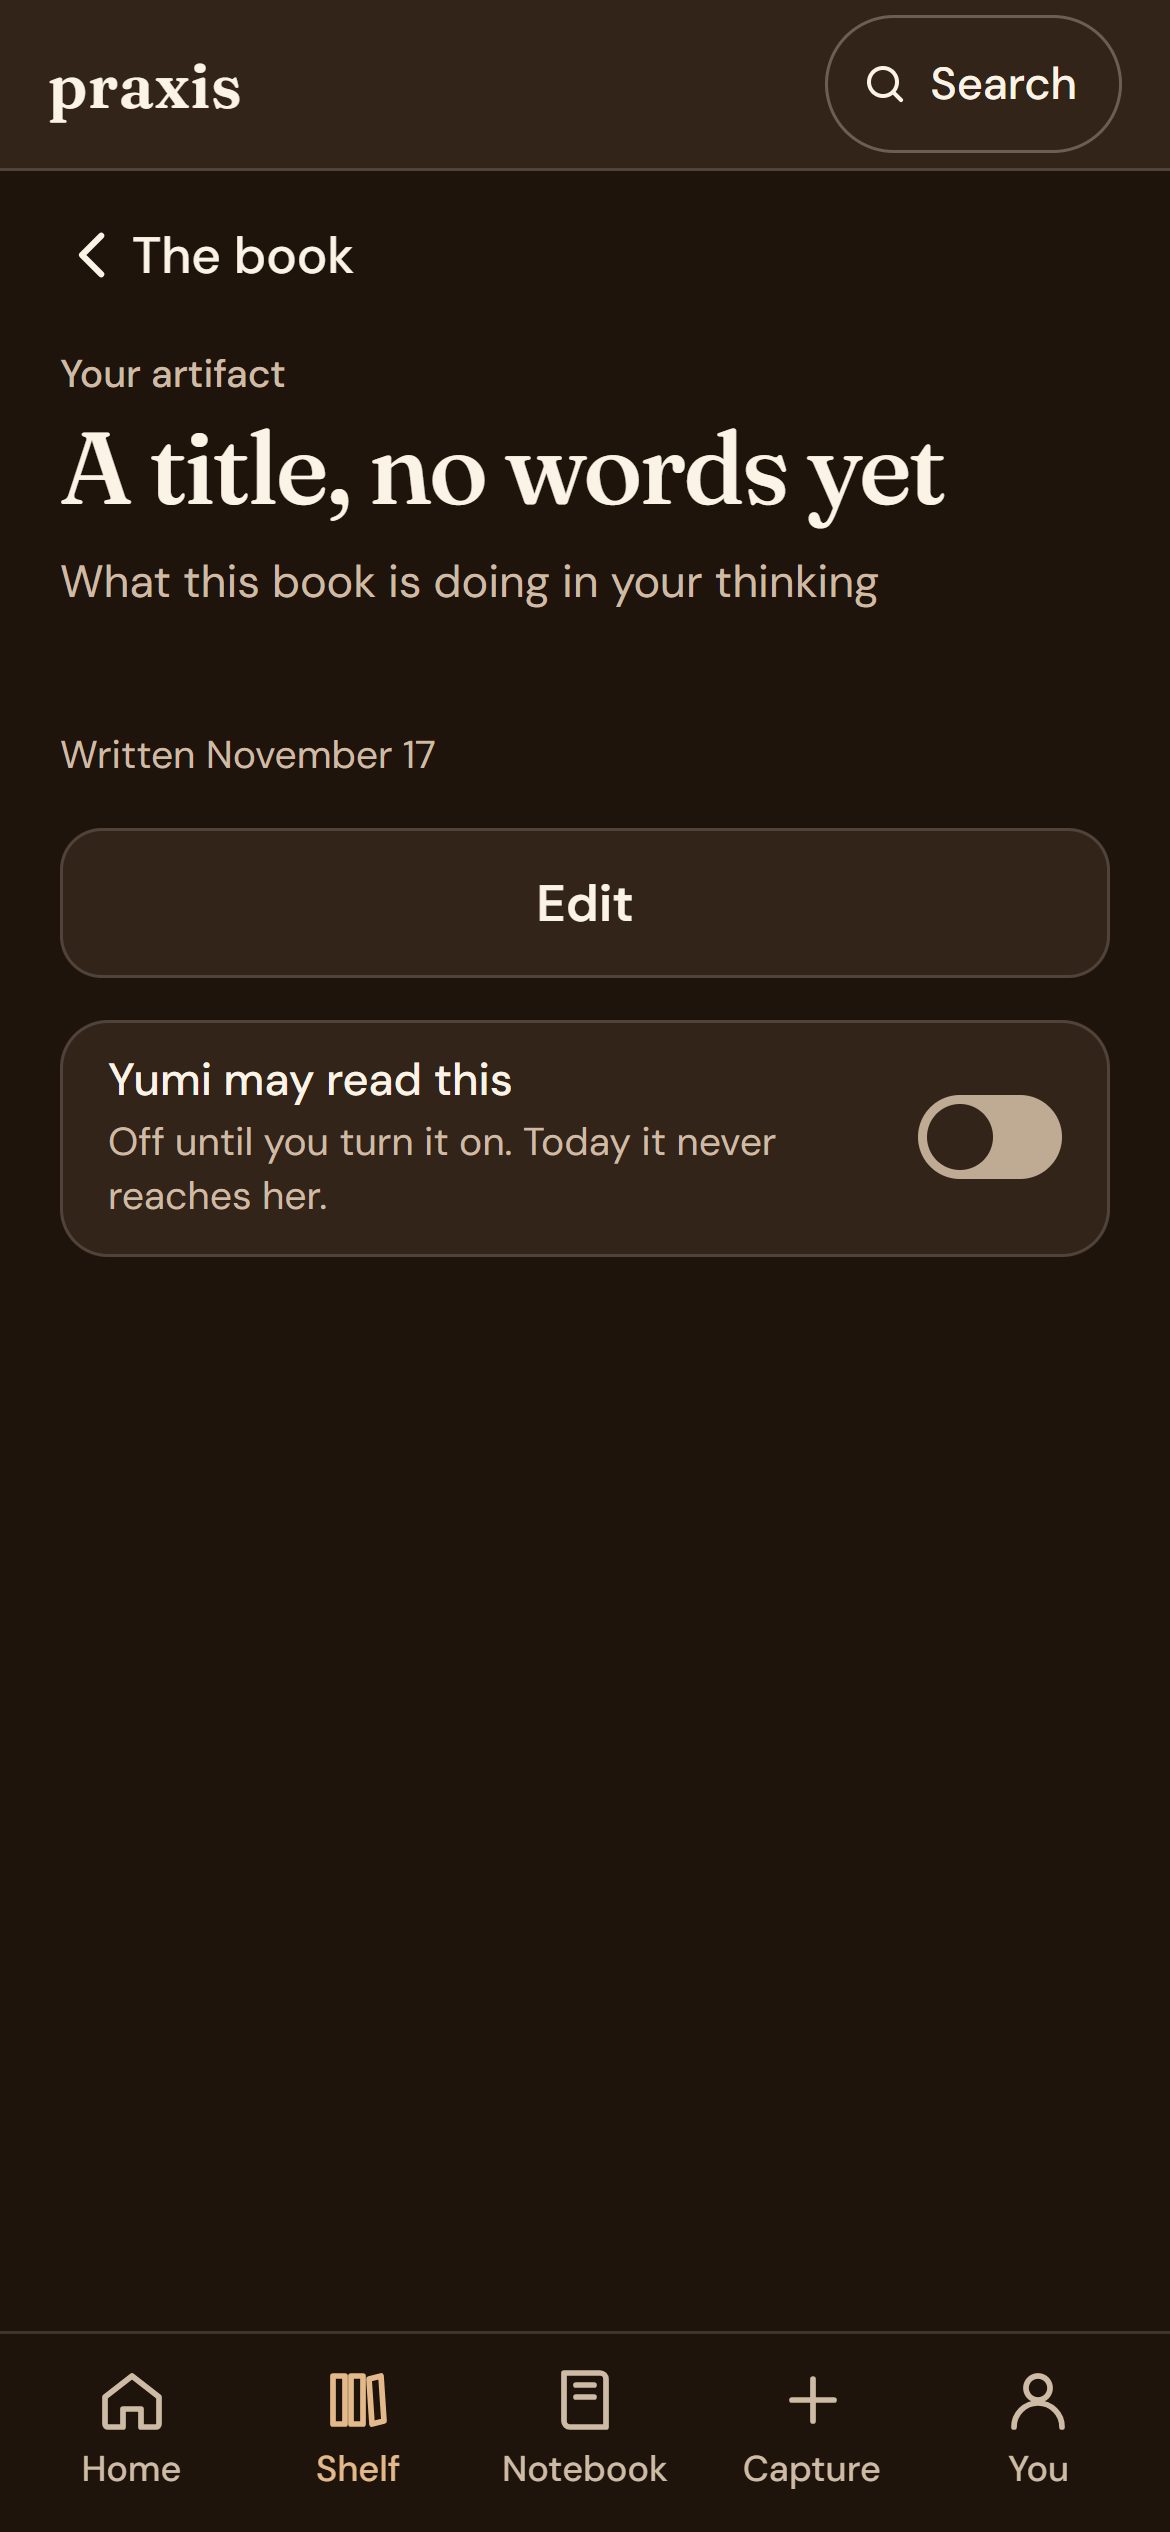 praxis
Search
The book
Your artifact
A title, no words yet
What this book is doing in your thinking
Written November 17
Edit
Yumi may read this
Off until you turn it on. Today it never
reaches her.
Home
Shelf
Notebook
Capture
You